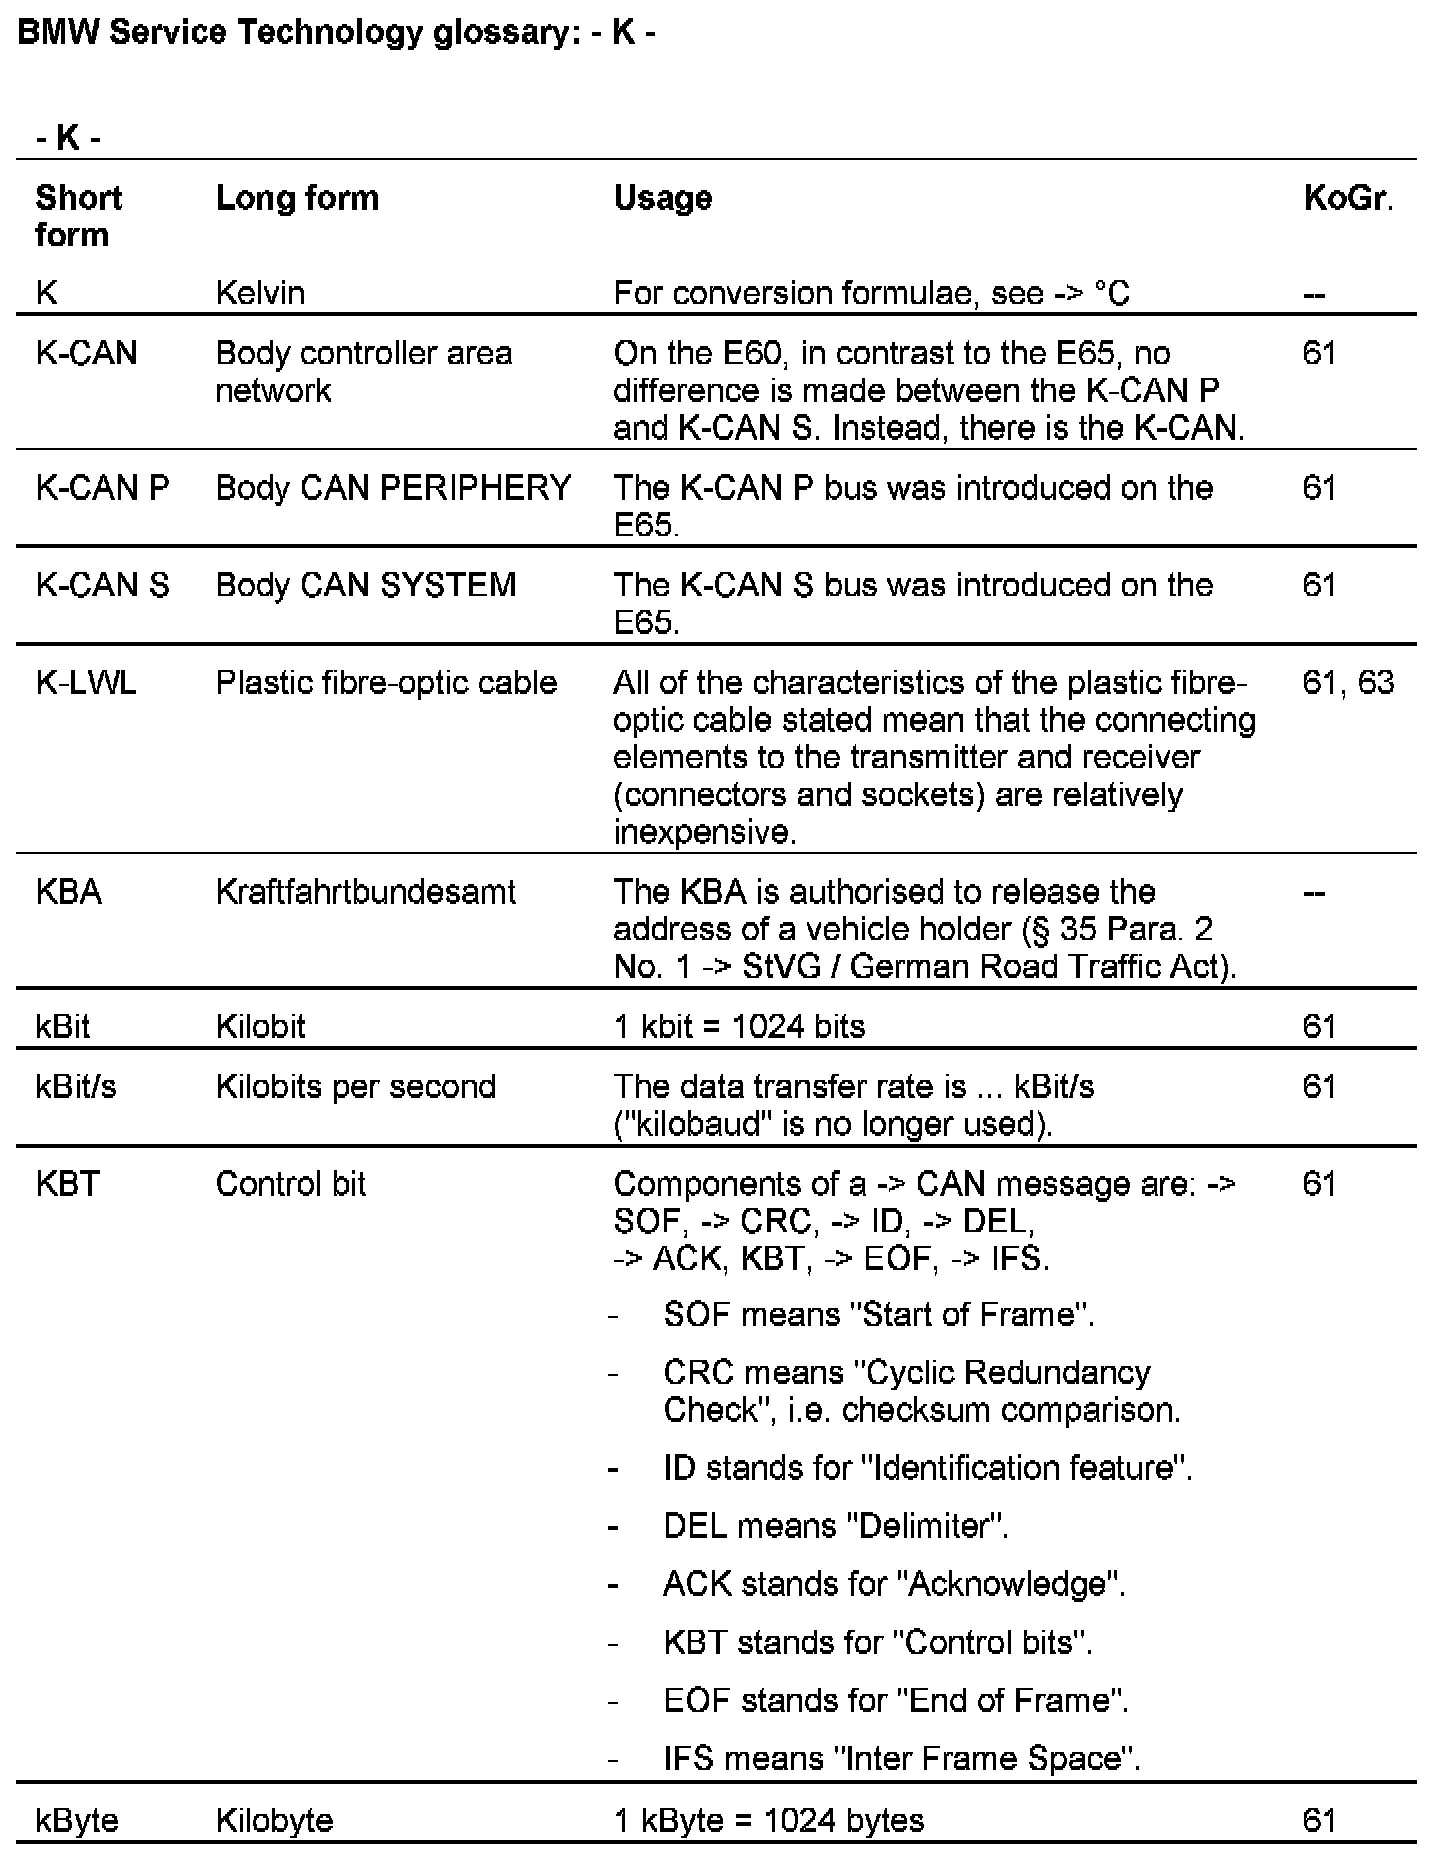 BMW Service Technology glossary: - K -
- K -
Short form Long form Usage KoGr.
K Kelvin For conversion formulae, see -> °C --
K-CAN Body controller area network On the E60, in contrast to the E65, no 61
difference is made between the K-CAN P
and K-CAN S. Instead, there is the K-CAN.
K-CAN P Body CAN PERIPHERY The K-CAN P bus was introduced on the 61
E65.
K-CAN S Body CAN SYSTEM The K-CAN S bus was introduced on the 61
E65.
K-LWL Plastic fibre-optic cable All of the characteristics of the plastic fibre- 61, 63
optic cable stated mean that the connecting
elements to the transmitter and receiver
(connectors and sockets) are relatively
inexpensive.
KBA Kraftfahrtbundesamt The KBA is authorised to release the --
address of a vehicle holder (§ 35 Para. 2
No. 1 -> StVG / German Road Traffic Act).
kBit Kilobit 1 kbit = 1024 bits 61
kBit/s Kilobits per second The data transfer rate is ... kBit/s 61
("kilobaud" is no longer used).
KBT Control bit Components of a -> CAN message are: -> 61
SOF, -> CRC, -> ID, -> DEL,
-> ACK, KBT, -> EOF, -> IFS.
- SOF means "Start of Frame".
- CRC means "Cyclic Redundancy
Check", i.e. checksum comparison.
- ID stands for "Identification feature".
- DEL means "Delimiter".
- ACK stands for "Acknowledge".
- KBT stands for "Control bits".
- EOF stands for "End of Frame".
- IFS means "Inter Frame Space".
kByte Kilobyte 1 kByte = 1024 bytes 61